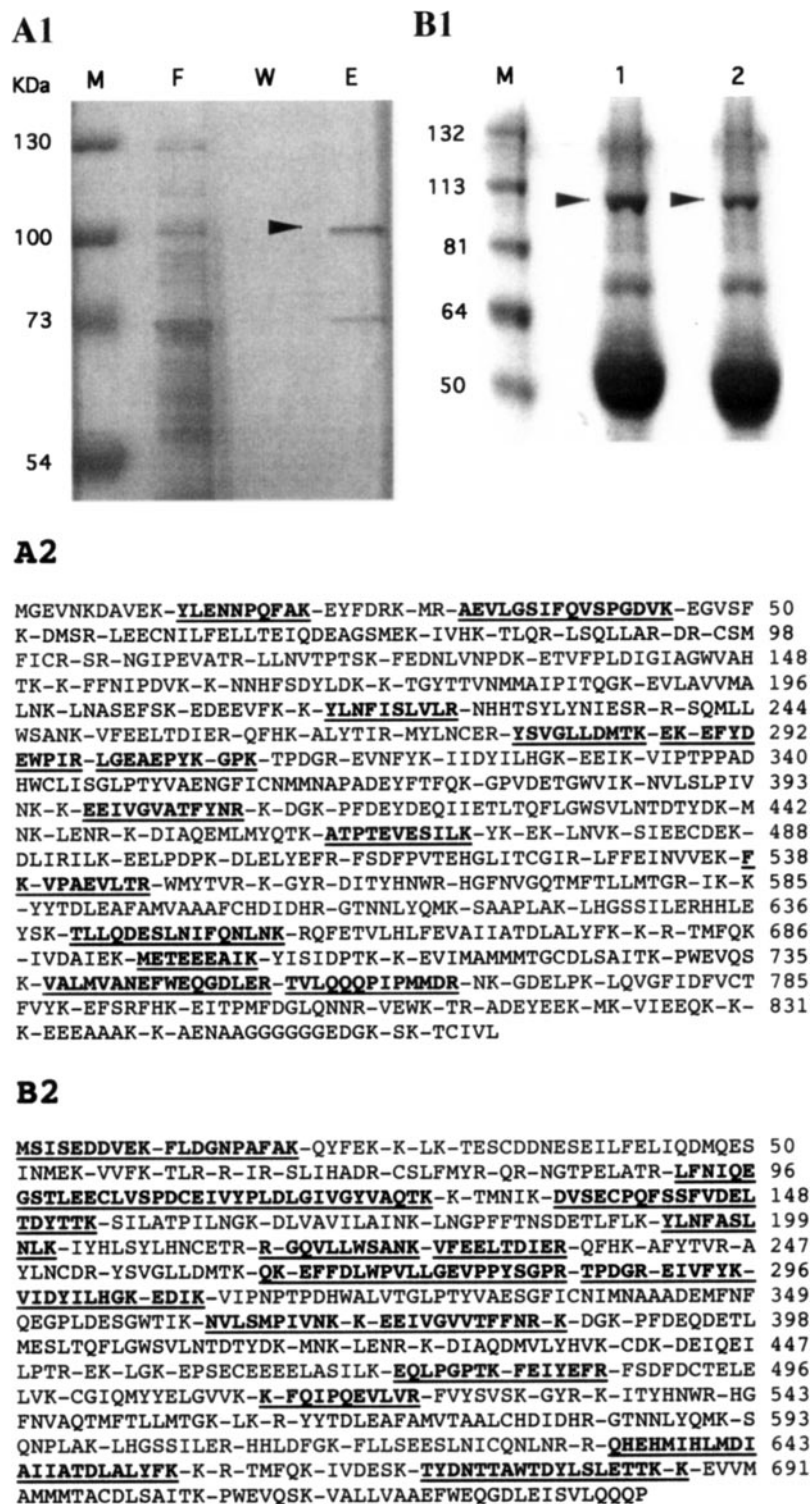 A1
KDa M F W E
130
100
73
54
B1
M 1 2
132
113
81
64
50
A2
MGEVNKDAVEK-YLENNPQFAK-EYFDRK-MR-AEVLGSIFQVSPGDVK-EGVSF 50
K-DMSR-LEECNILFELLTEIQDEAGSMEK-IVHK-TLQR-LSQLLAR-DR-CSM 98
FICR-SR-NGIPEVATR-LLNVTPTSK-FEDNLVNPDK-ETVFPLDIGIAGWVAH 148
TK-K-FFNIPDVK-K-NNHFSDYLDK-K-TGYTTVNMMAIPITQGK-EVLAVVMA 196
LNK-LNASEFSK-EDEEVFK-K-YLNFISLVLR-NHHTSYLYNIESR-R-SQMLL 244
WSANK-VFEELTDIER-QFHK-ALYTIR-MYLNCER-YSVGLLDMTK-EK-EFYD 292
EWPIR-LGEAEPYK-GPK-TPDGR-EVNFYK-IIDYILHGK-EEIK-VIPTPPAD 340
HWCLISGLPTYVAENGFICNMMNAPADEYFTFQK-GPVDETGWVIK-NVLSLPIV 393
NK-K-EEIVGVATFYNR-K-DGK-PFDEYDEQIIETLTQFLGWSVLNTDTYDK-M 442
NK-LENR-K-DIAQEMLMYQTK-ATPTEVESILK-YK-EK-LNVK-SIEECDEK- 488
DLIRILK-EELPDPK-DLELYEFR-FSDFPVTEHGLITCGIR-LFFEINVVEK-F 538
K-VPAEVLTR-WMYTVR-K-GYR-DITYHNWR-HGFNVGQTMFTLLMTGR-IK-K 585
-YYTDLEAFAMVAAAFCHDIDHR-GTNNLYQMK-SAAPLAK-LHGSSILERHHLE 636
YSK-TLLQDESLNIFQNLNK-RQFETVLHLFEVAIIATDLALYFK-K-R-TMFQK 686
-IVDAIEK-METEEEAIK-YISIDPTK-K-EVIMAMMMTGCDLSAITK-PWEVQS 735
K-VALMVANEFWEQGDLER-TVLQQQPIPMMDR-NK-GDELPK-LQVGFIDFVCT 785
FVYK-EFSRFHK-EITPMFDGLQNNR-VEWK-TR-ADEYEEK-MK-VIEEQK-K- 831
K-EEEAAAK-K-AENAAGGGGGGEDGK-SK-TCIVL
B2
MSISEDDVEK-FLDGNPAFAK-QYFEK-K-LK-TESCDDNESEILFELIQDMQES 50
INMEK-VVFK-TLR-R-IR-SLIHADR-CSLFMYR-QR-NGTPELATR-LFNIQE 96
GSTLEECLVSPDCEIVYPLDLGIVGYVAQTK-K-TMNIK-DVSECPQFSSFVDEL 148
TDYTTK-SILATPILNGK-DLVAVILAINK-LNGPFFTNSDETLFLK-YLNFASL 199
NLK-IYHLSYLHNCETR-R-GQVLLWSANK-VFEELTDIER-QFHK-AFYTVR-A 247
YLNCDR-YSVGLLDMTK-QK-EFFDLWPVLLGEVPPYSGPR-TPDGR-EIVFYK- 296
VIDYILHGK-EDIK-VIPNPTPDHWALVTGLPTYVAESGFICNIMNAAADEMFNF 349
QEGPLDESGWTIK-NVLSMPIVNK-K-EEIVGVVTFFNR-K-DGK-PFDEQDETL 398
MESLTQFLGWSVLNTDTYDK-MNK-LENR-K-DIAQDMVLYHVK-CDK-DEIQEI 447
LPTR-EK-LGK-EPSECEEEELASILK-EQLPGPTK-FEIYEFR-FSDFDCTELE 496
LVK-CGIQMYYELGVVK-K-FQIPQEVLVR-FVYSVSK-GYR-K-ITYHNWR-HG 543
FNVAQTMFTLLMTGK-LK-R-YYTDLEAFAMVTAALCHDIDHR-GTNNLYQMK-S 593
QNPLAK-LHGSSILER-HHLDFGK-FLLSEESLNICQNLNR-R-QHEHMIHLMDI 643
AIIATDLALYFK-K-R-TMFQK-IVDESK-TYDNTTAWTDYLSLETTKK-K-EVVM 691
AMMMTACDLSAITK-PWEVQSK-VALLVAAEFWEQGDLEISVLQQQP